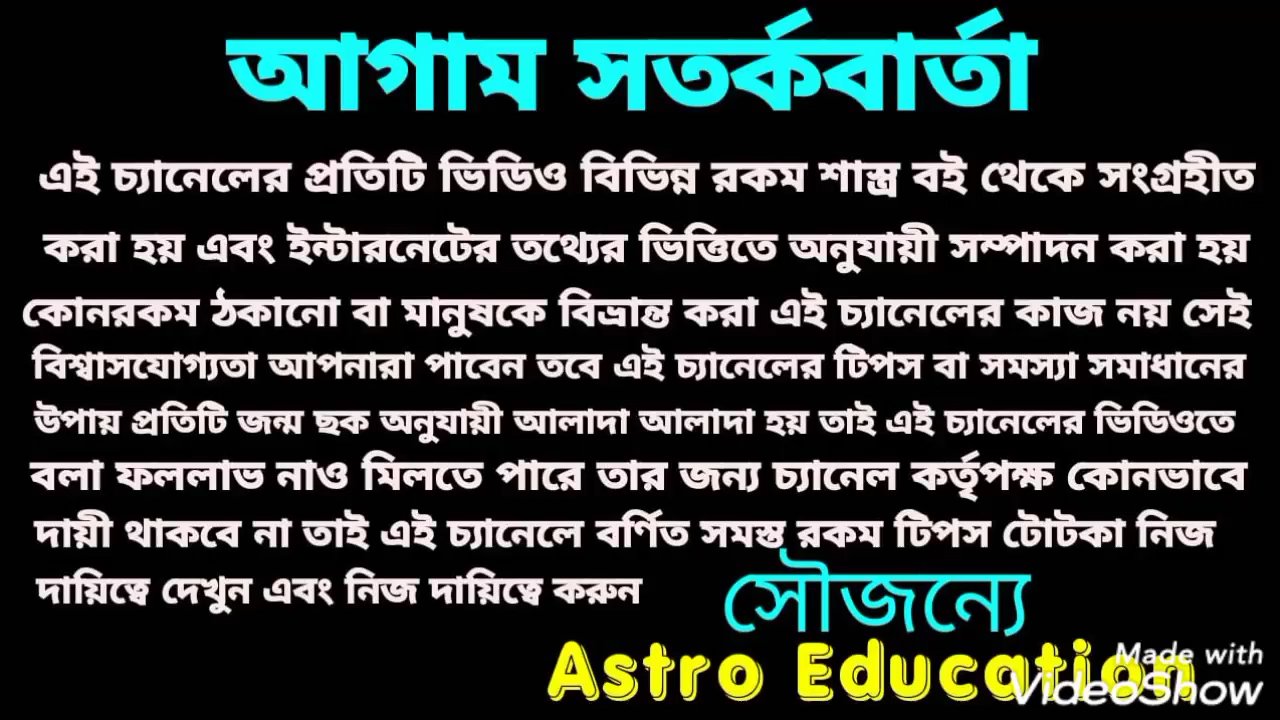 আগাম সতর্কবার্তা
এই চ্যানেলের প্রতিটি ভিডিও বিভিন্ন রকম শাস্ত্র বই থেকে সংগ্রহীত
করা হয় এবং ইন্টারনেটের তথ্যের ভিত্তিতে অনুযায়ী সম্পাদন করা হয়
কোনরকম ঠকানো বা মানুষকে বিভ্রান্ত করা এই চ্যানেলের কাজ নয় সেই
বিশ্বাসযোগ্যতা আপনারা পাবেন তবে এই চ্যানেলের টিপস বা সমস্যা সমাধানের
উপায় প্রতিটি জন্ম ছক অনুযায়ী আলাদা আলাদা হয় তাই এই চ্যানেলের ভিডিওতে
বলা ফললাভ নাও মিলতে পারে তার জন্য চ্যানেল কর্তৃপক্ষ কোনভাবে
দায়ী থাকবে না তাই এই চ্যানেলে বর্ণিত সমস্ত রকম টিপস টোটকা নিজ
দায়িত্বে দেখুন এবং নিজ দায়িত্বে করুন
সৌজন্যে
Astro Education
Made with
VideoShow